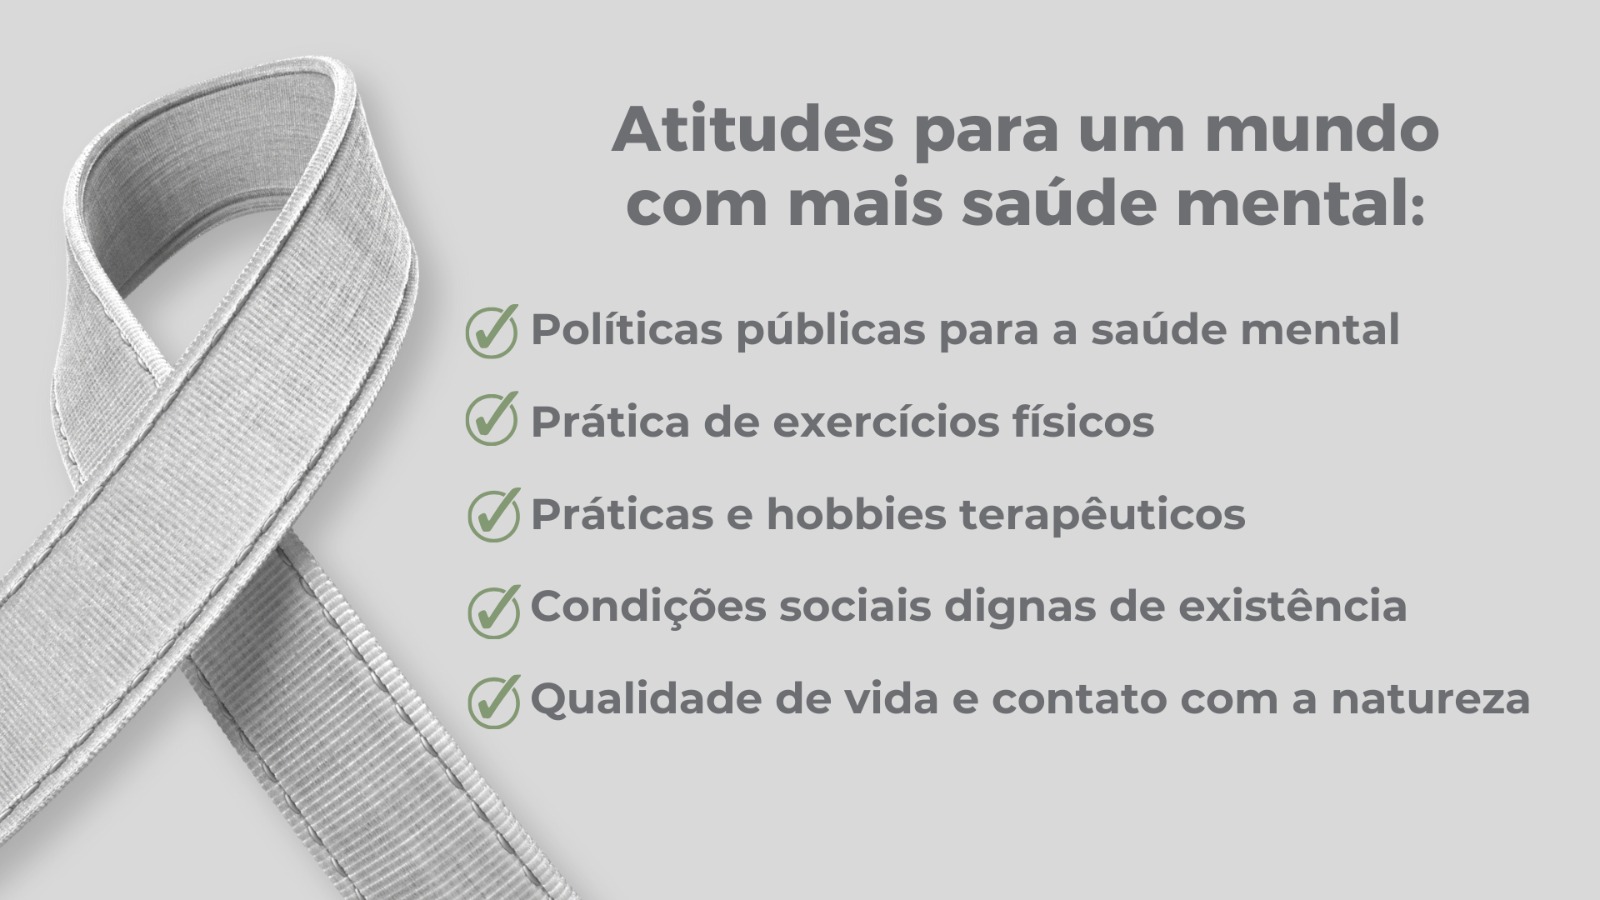 Atitudes para um mundo
com mais saúde mental:
Políticas públicas para a saúde mental
Prática de exercícios físicos
Práticas e hobbies terapêuticos
Condições sociais dignas de existência
Qualidade de vida e contato com a natureza